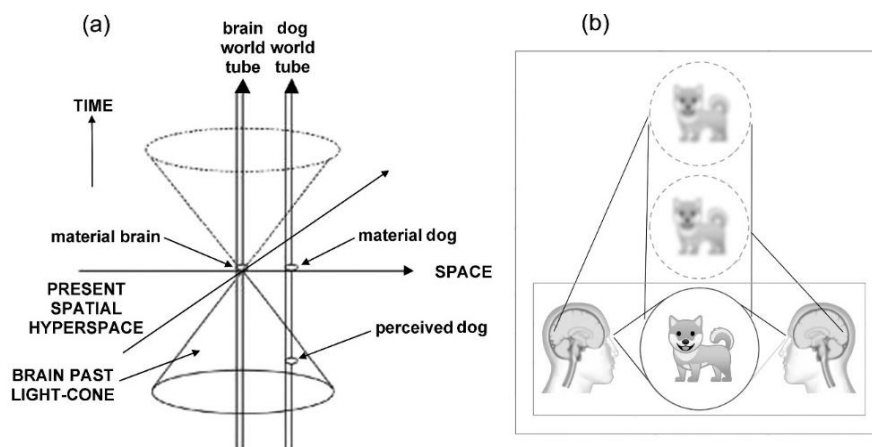 (a)
brain
world
tube
dog
world
tube
TIME
material brain
material dog
SPACE
PRESENT
SPATIAL
HYPERSPACE
perceived dog
BRAIN PAST
LIGHT-CONE
(b)